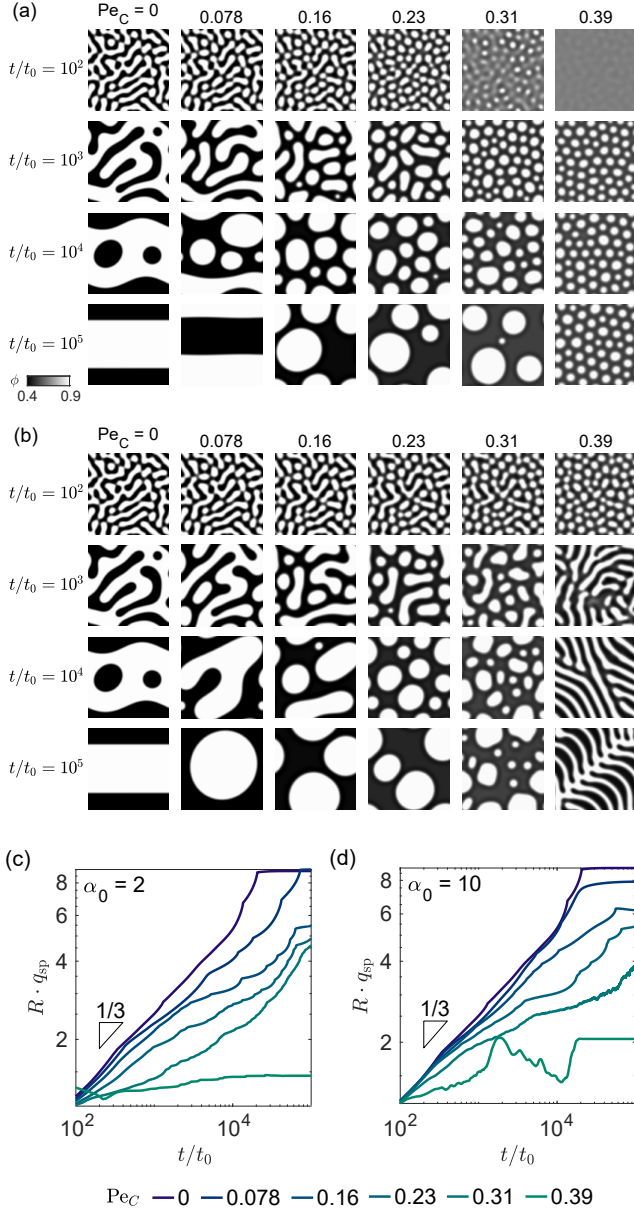 (a) Pe_C = 0 0.078 0.16 0.23 0.31 0.39
t/t_0 = 10^2
t/t_0 = 10^3
t/t_0 = 10^4
t/t_0 = 10^5
ϕ
0.4 0.9
(b) Pe_C = 0 0.078 0.16 0.23 0.31 0.39
t/t_0 = 10^2
t/t_0 = 10^3
t/t_0 = 10^4
t/t_0 = 10^5
(c)
α_0 = 2
8
6
4
2
R · q_sp
1/3
10^2 10^4
t/t_0
(d)
α_0 = 10
8
6
4
2
R · q_sp
1/3
10^2 10^4
t/t_0
Pe_C 0 0.078 0.16 0.23 0.31 0.39